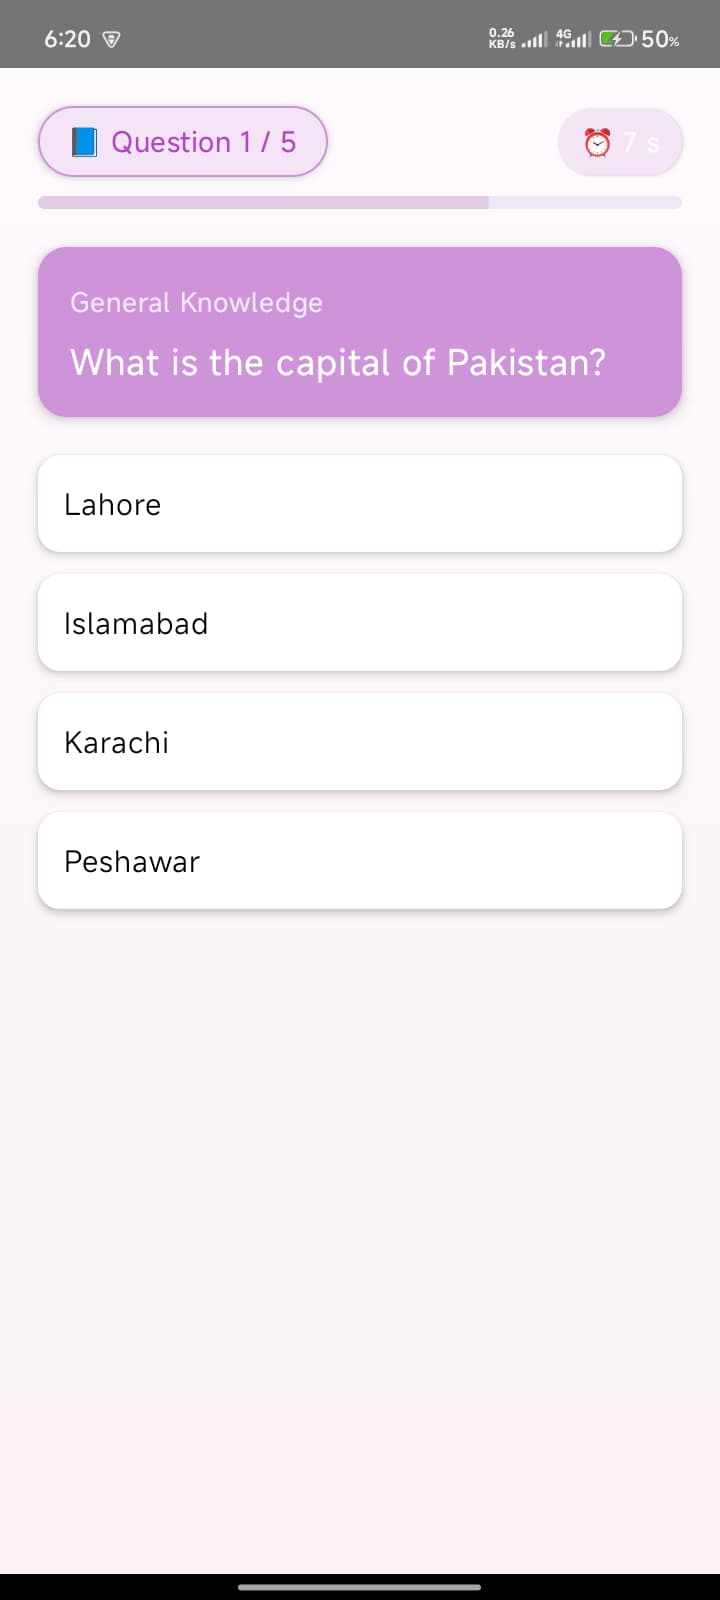 6:20
0.26 KB/s 4G 50%
Question 1 / 5
7 s
General Knowledge
What is the capital of Pakistan?
Lahore
Islamabad
Karachi
Peshawar